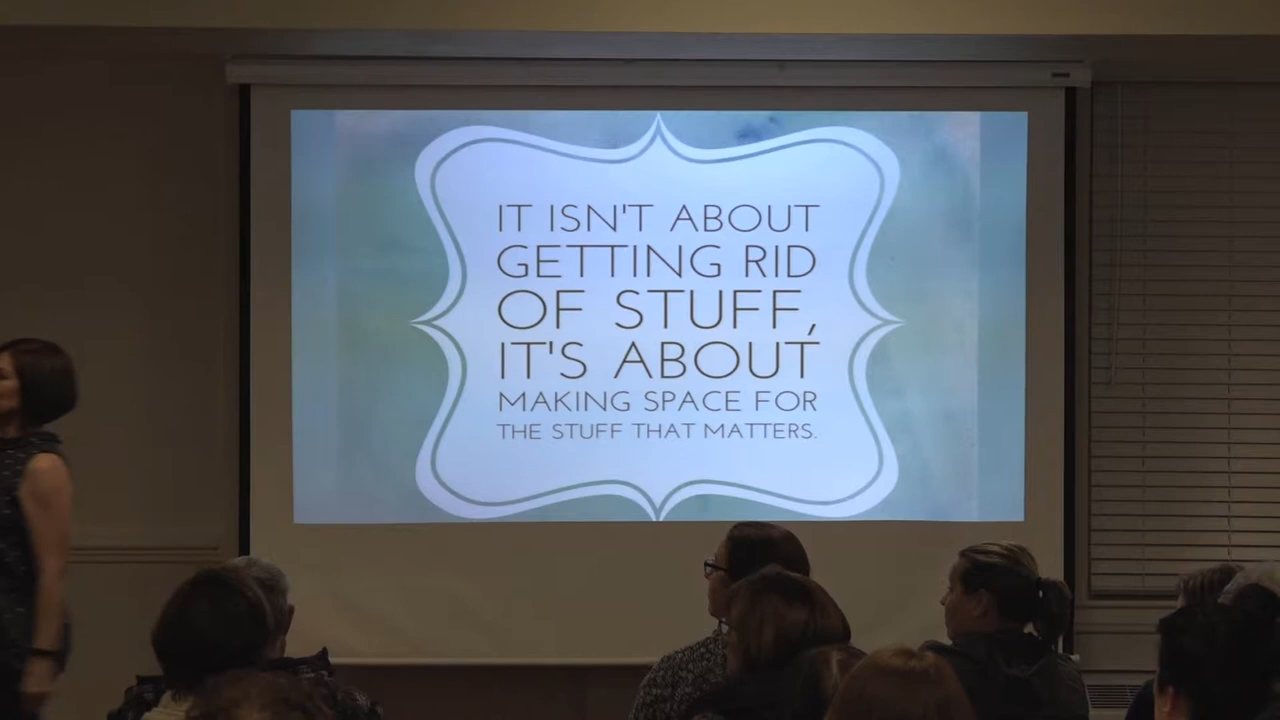 IT ISN'T ABOUT
GETTING RID
OF STUFF,
IT'S ABOUT
MAKING SPACE FOR
THE STUFF THAT MATTERS.